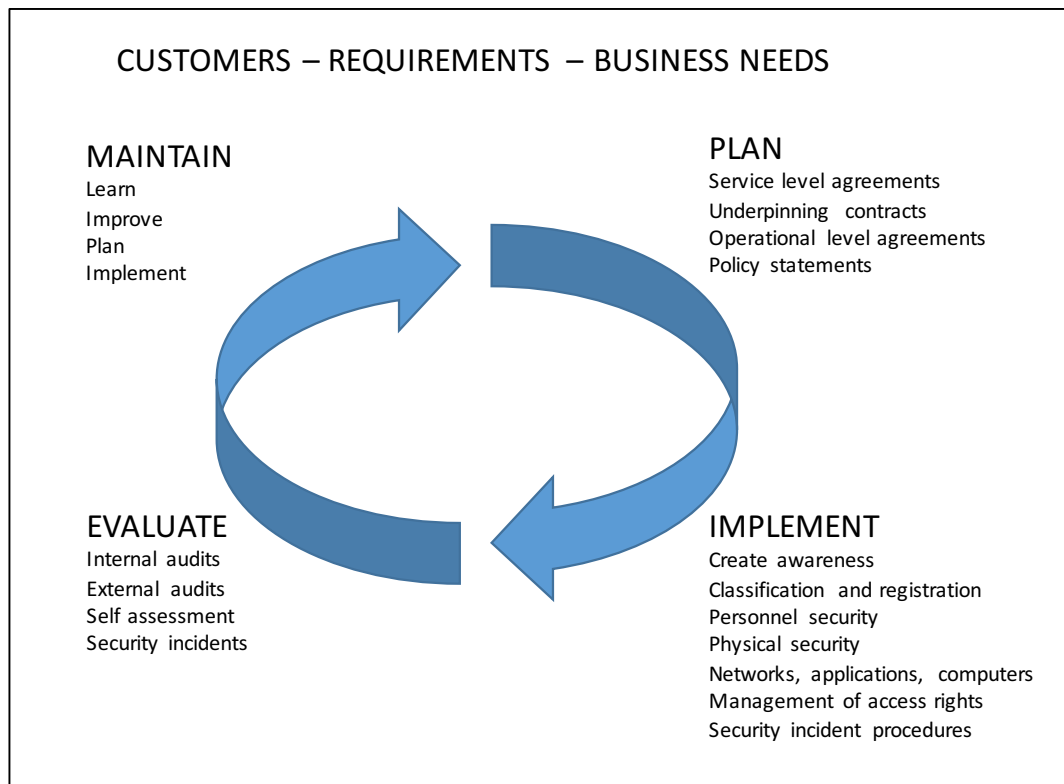 CUSTOMERS – REQUIREMENTS – BUSINESS NEEDS
MAINTAIN
Learn
Improve
Plan
Implement
PLAN
Service level agreements
Underpinning contracts
Operational level agreements
Policy statements
EVALUATE
Internal audits
External audits
Self assessment
Security incidents
IMPLEMENT
Create awareness
Classification and registration
Personnel security
Physical security
Networks, applications, computers
Management of access rights
Security incident procedures